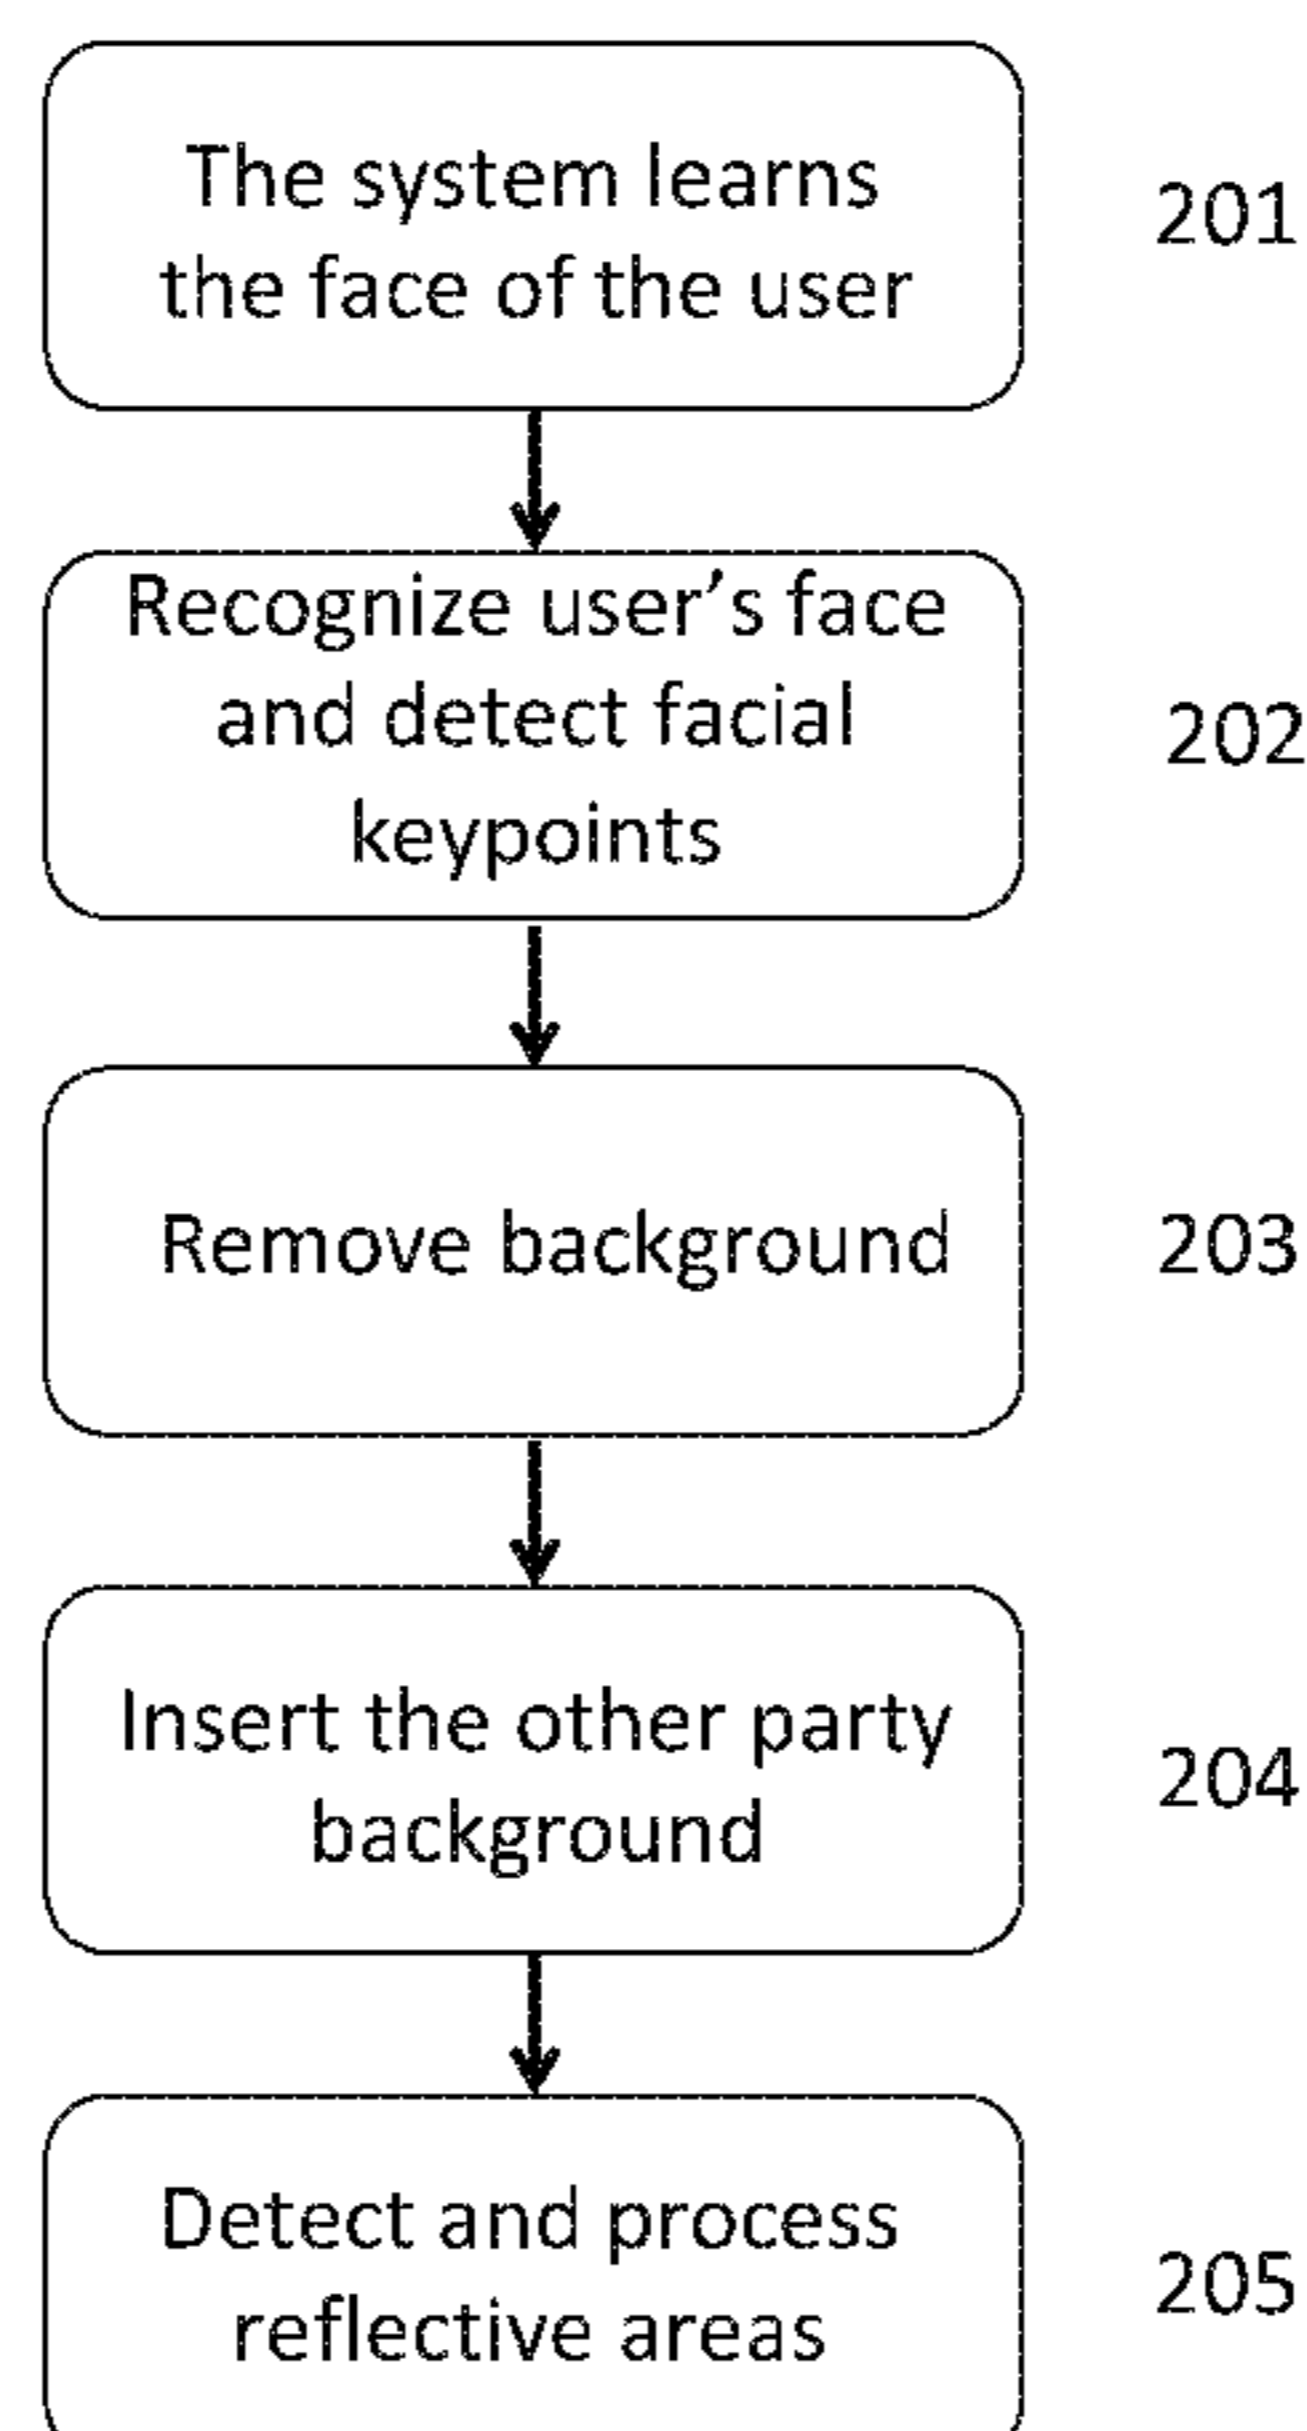 The system learns
the face of the user
201
Recognize user’s face
and detect facial
keypoints
202
Remove background
203
Insert the other party
background
204
Detect and process
reflective areas
205